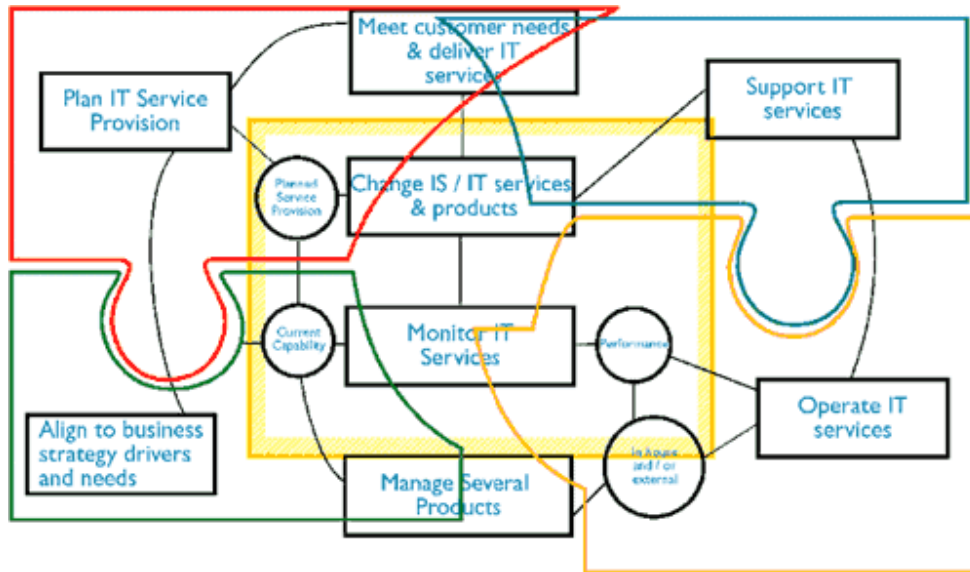 Meet customer needs
& deliver IT
services
Plan IT Service
Provision
Support IT
services
Planned
Service
Provision
Change IS / IT services
& products
Current
Capability
Monitor IT
Services
Performance
Operate IT
services
Align to business
strategy drivers
and needs
Manage Several
Products
In house
and / or
external